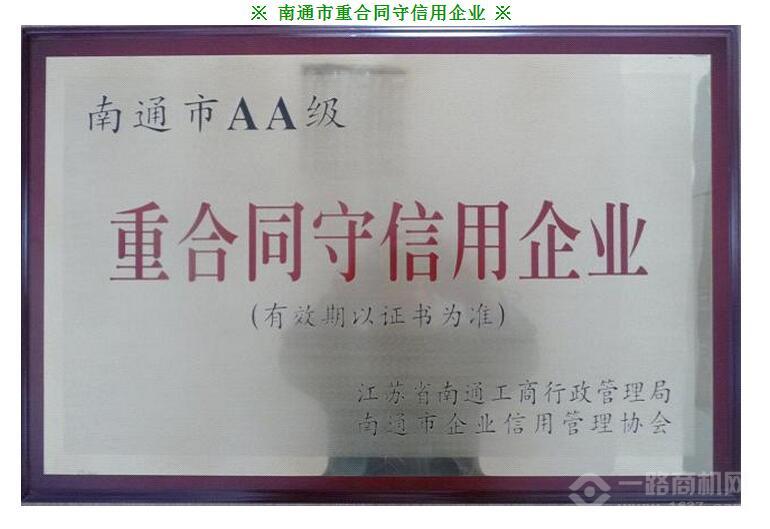 ※ 南通市重合同守信用企业 ※
南通市AA级
重合同守信用企业
(有效期以证书为准)
江苏省南通工商行政管理局
南通市企业信用管理协会
一路商机网
www.1637.com